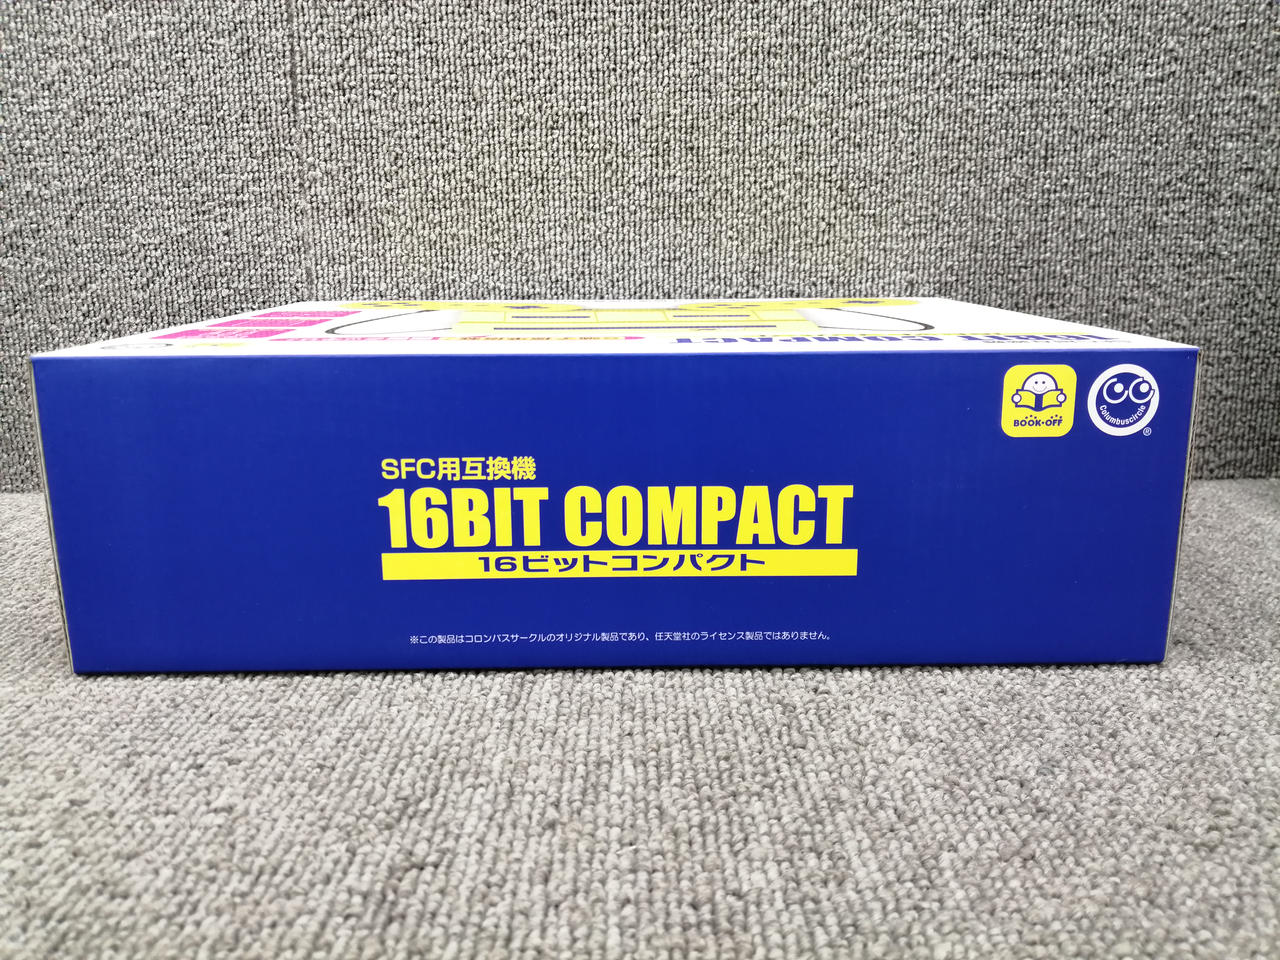 16BIT COMPACT
BOOK・OFF
Columbuscircle
®
SFC用互換機
16BIT COMPACT
16ビットコンパクト
※この製品はコロンバスサークルのオリジナル製品であり、任天堂社のライセンス製品ではありません。